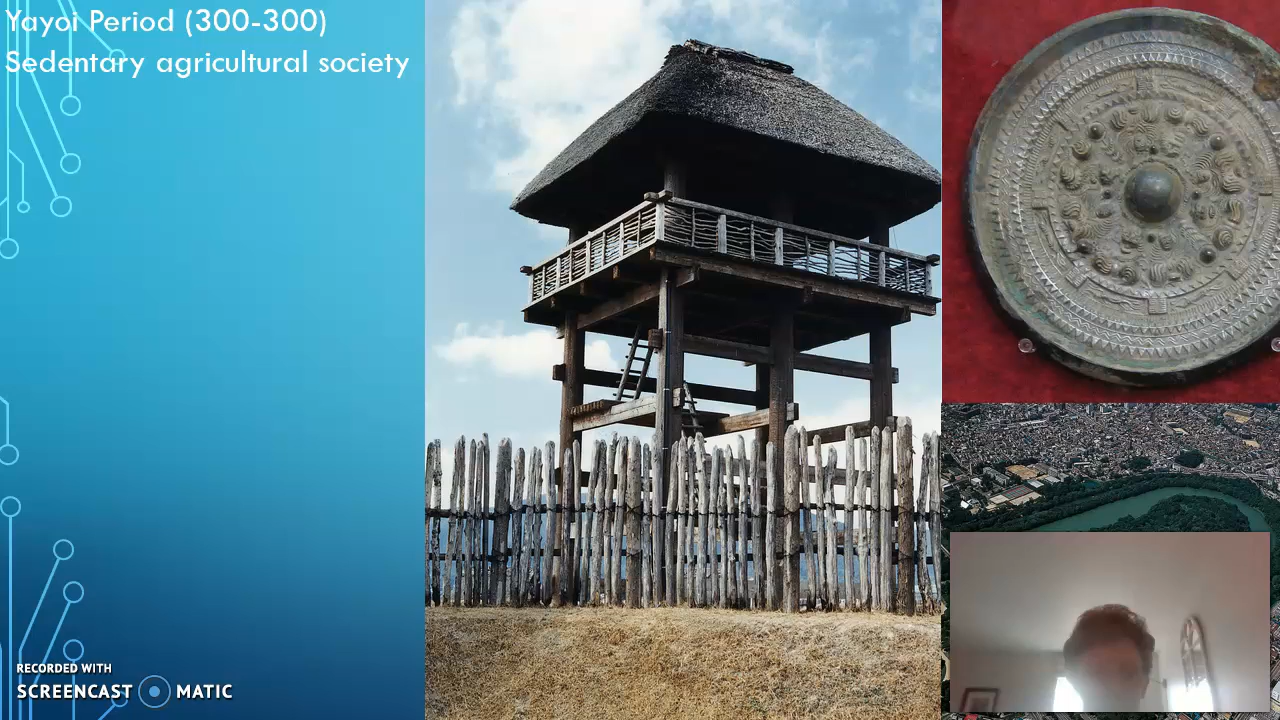 Yayoi Period (300-300)
Sedentary agricultural society
RECORDED WITH
SCREENCAST MATIC